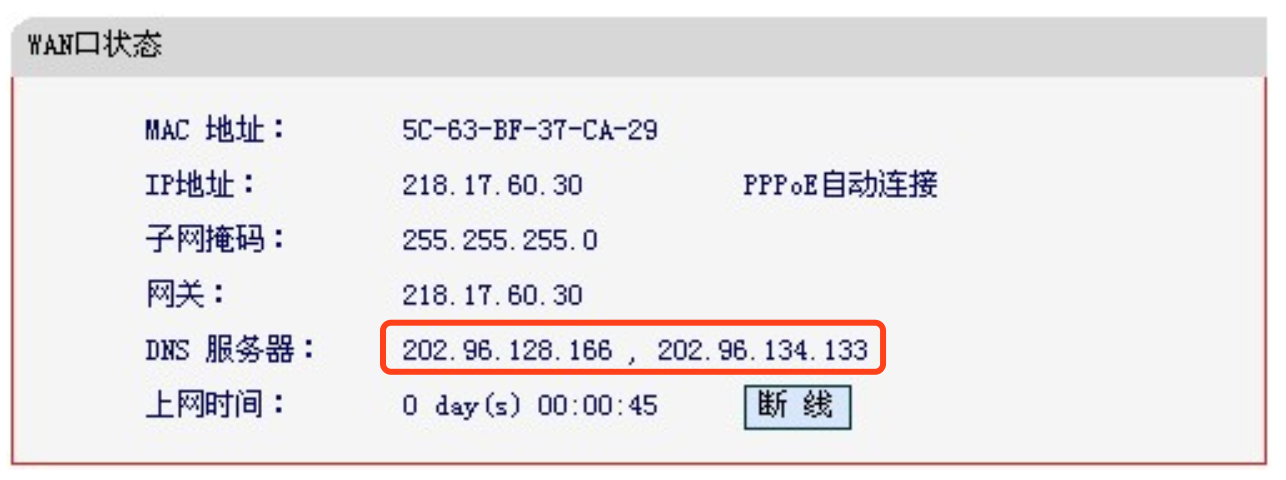 WAN口状态
MAC 地址： 5C-63-BF-37-CA-29
IP地址： 218.17.60.30 PPPoE自动连接
子网掩码： 255.255.255.0
网关： 218.17.60.30
DNS 服务器： 202.96.128.166 , 202.96.134.133
上网时间： 0 day(s) 00:00:45 断 线